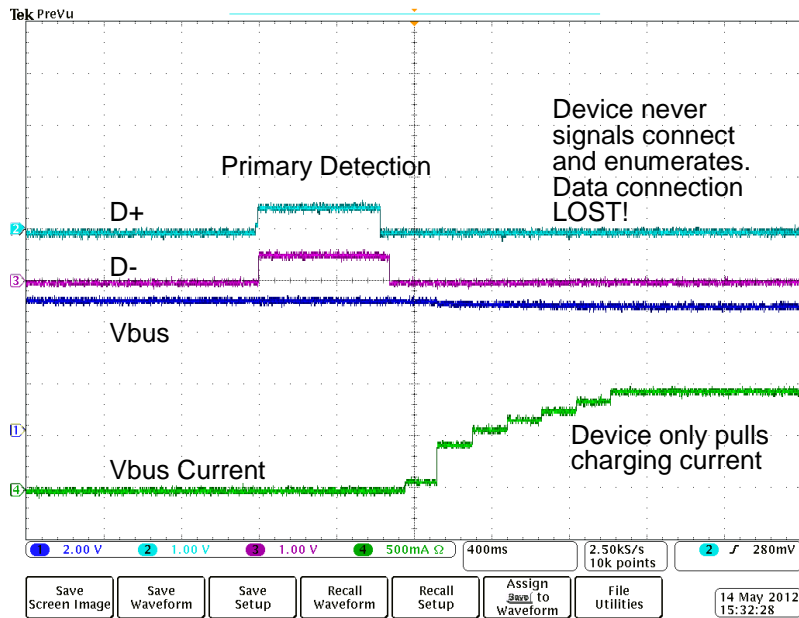 Tek PreVu
Device never
signals connect
and enumerates.
Data connection
LOST!
Primary Detection
D+
2
D-
3
Vbus
1
Device only pulls
charging current
Vbus Current
4
1 2.00 V 2 1.00 V 3 1.00 V 4 500mA Ω 400ms 2.50kS/s 2 280mV
10k points
Save Screen Image
Save Waveform
Save Setup
Recall Waveform
Recall Setup
Assign Save to Waveform
File Utilities
14 May 2012
15:32:28